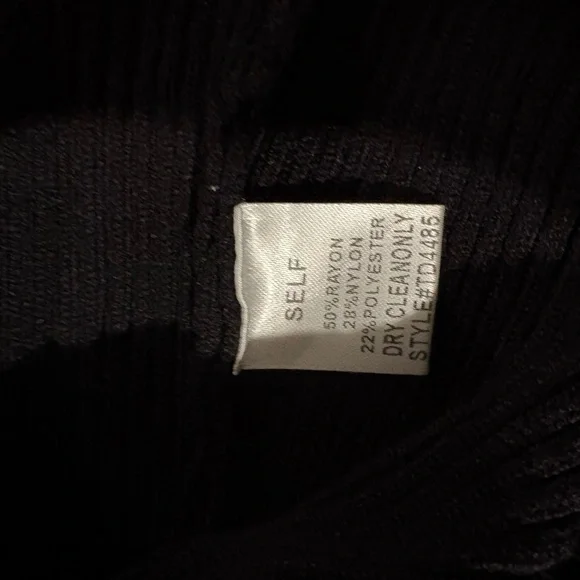 SELF
50%RAYON
28%NYLON
22%POLYESTER
DRY CLEANONLY
STYLE#TD4485